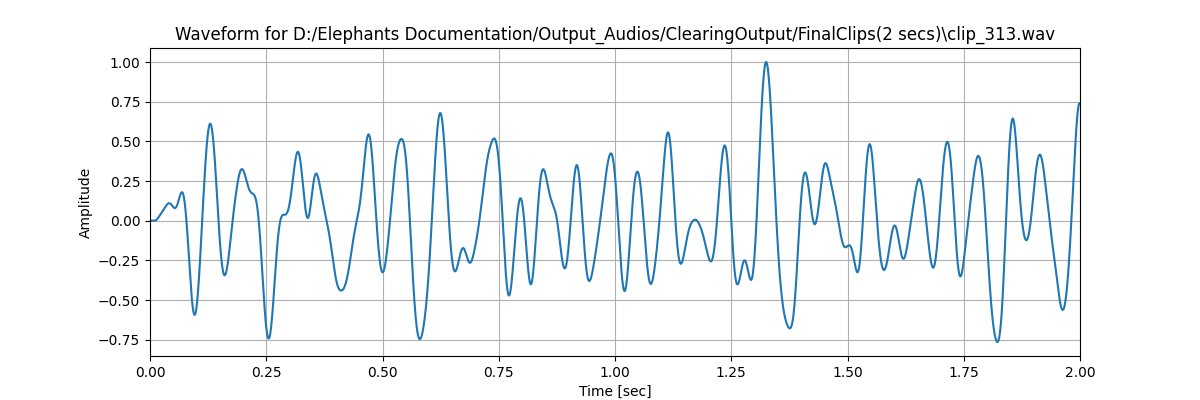 Waveform for D:/Elephants Documentation/Output_Audios/ClearingOutput/FinalClips(2 secs)\clip_313.wav
1.00
0.75
0.50
0.25
0.00
−0.25
−0.50
−0.75
Amplitude
0.00 0.25 0.50 0.75 1.00 1.25 1.50 1.75 2.00
Time [sec]